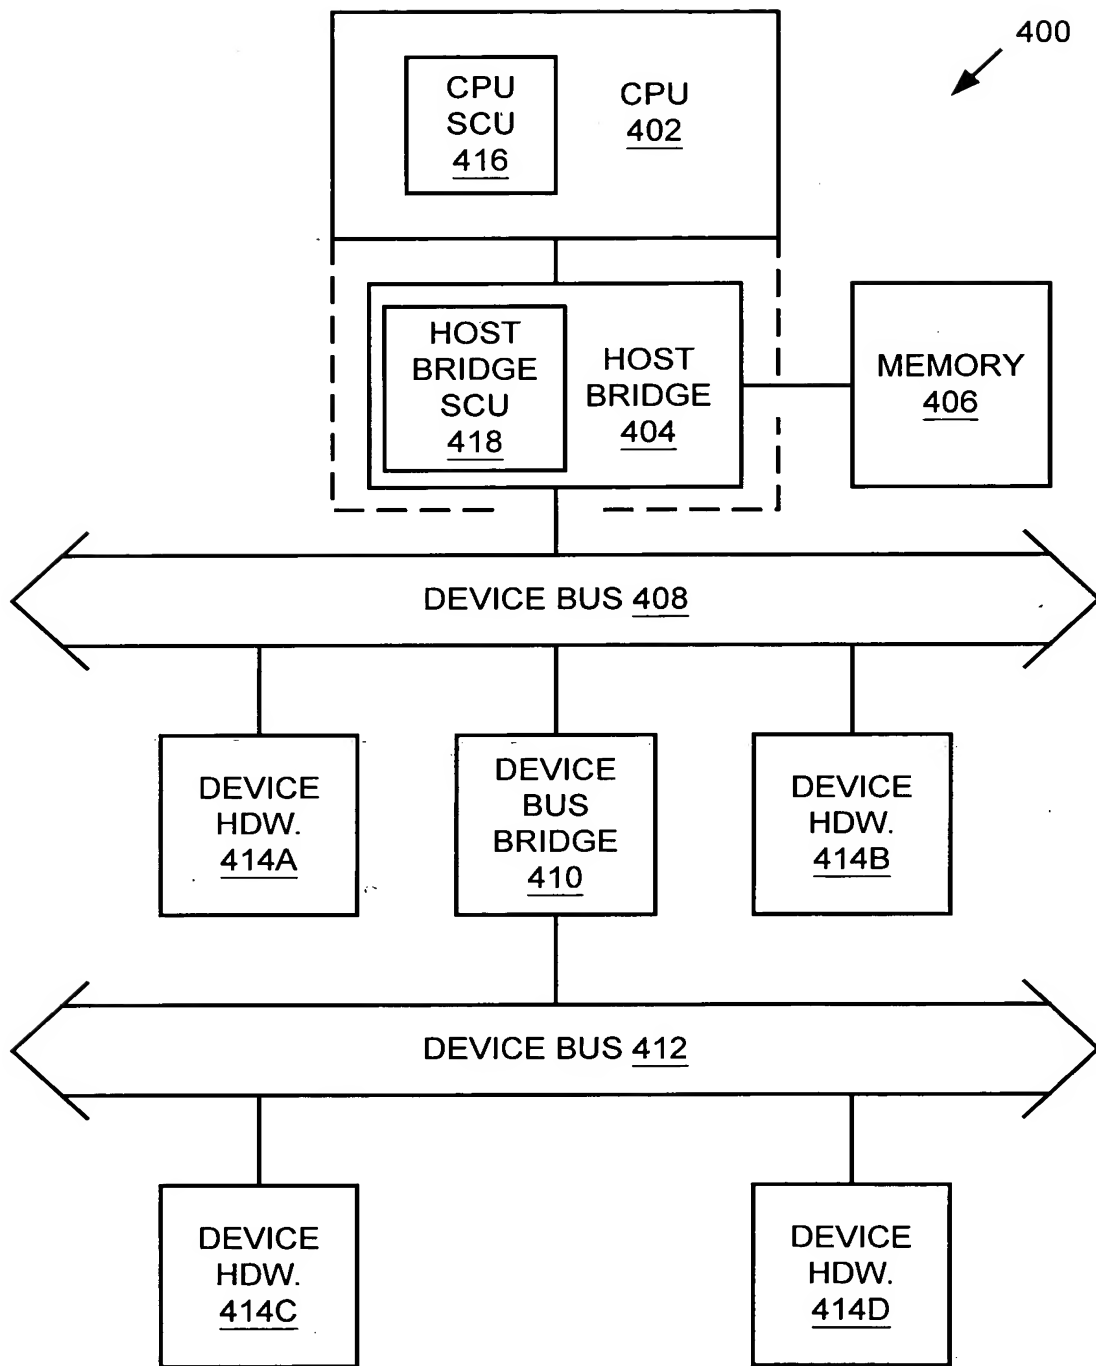 400
CPU
SCU
416
CPU
402
HOST
BRIDGE
SCU
418
HOST
BRIDGE
404
MEMORY
406
DEVICE BUS 408
DEVICE
HDW.
414A
DEVICE
BUS
BRIDGE
410
DEVICE
HDW.
414B
DEVICE BUS 412
DEVICE
HDW.
414C
DEVICE
HDW.
414D